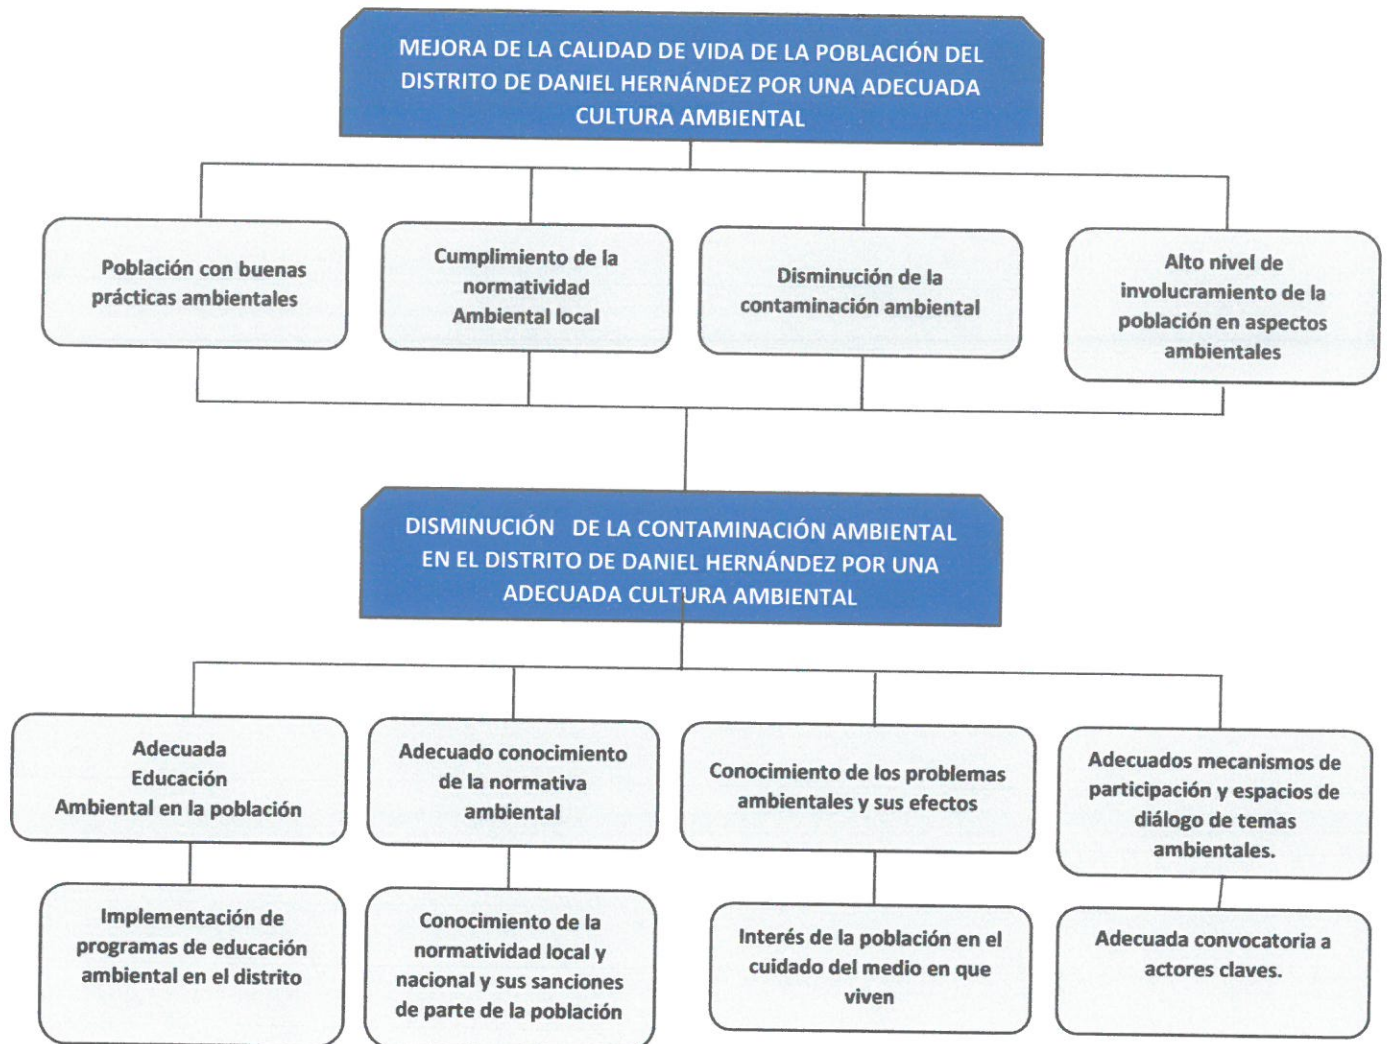 MEJORA DE LA CALIDAD DE VIDA DE LA POBLACIÓN DEL
DISTRITO DE DANIEL HERNÁNDEZ POR UNA ADECUADA
CULTURA AMBIENTAL
Población con buenas
prácticas ambientales
Cumplimiento de la
normatividad
Ambiental local
Disminución de la
contaminación ambiental
Alto nivel de
involucramiento de la
población en aspectos
ambientales
DISMINUCIÓN DE LA CONTAMINACIÓN AMBIENTAL
EN EL DISTRITO DE DANIEL HERNÁNDEZ POR UNA
ADECUADA CULTURA AMBIENTAL
Adecuada
Educación
Ambiental en la población
Adecuado conocimiento
de la normativa
ambiental
Conocimiento de los problemas
ambientales y sus efectos
Adecuados mecanismos de
participación y espacios de
diálogo de temas
ambientales.
Implementación de
programas de educación
ambiental en el distrito
Conocimiento de la
normatividad local y
nacional y sus sanciones
de parte de la población
Interés de la población en el
cuidado del medio en que
viven
Adecuada convocatoria a
actores claves.